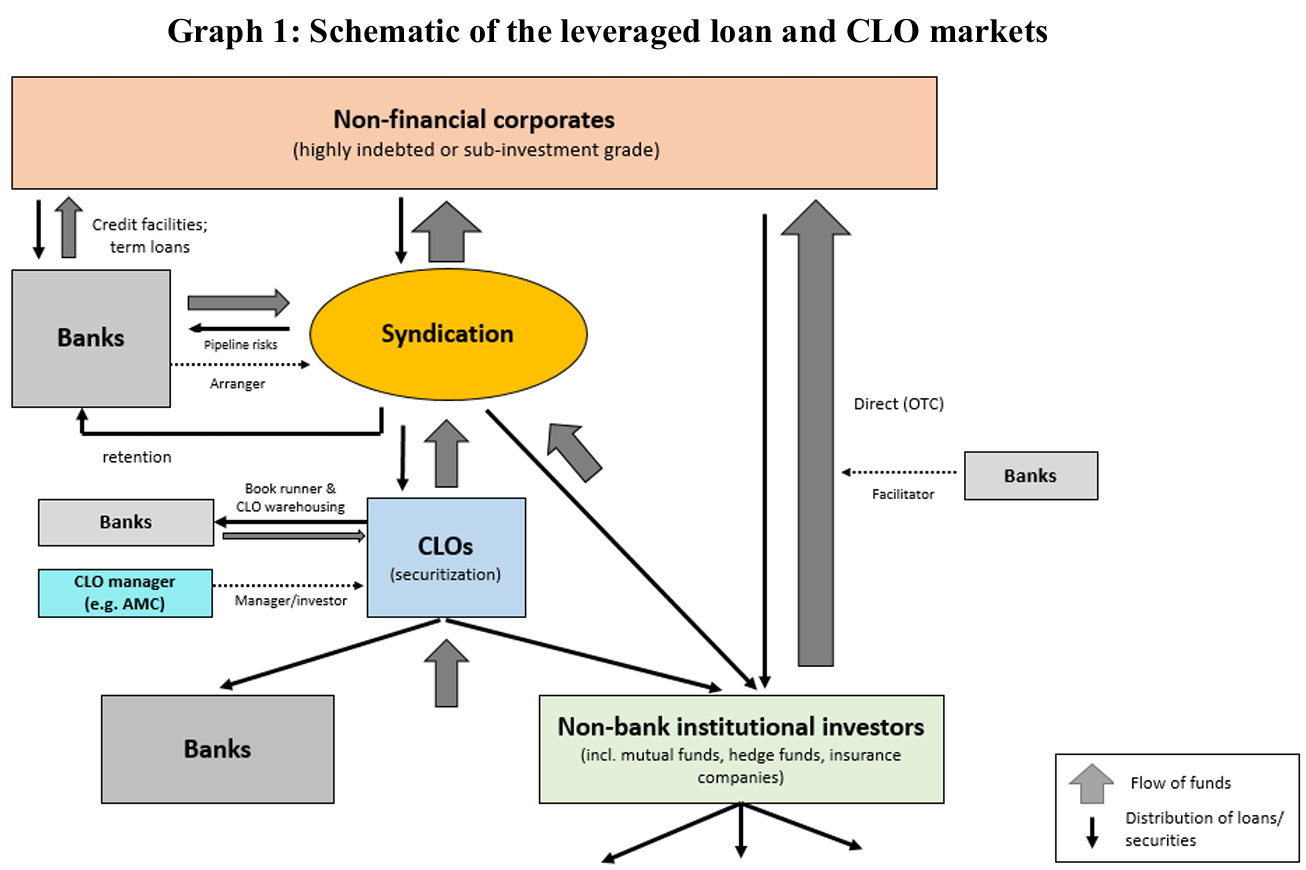 Graph 1: Schematic of the leveraged loan and CLO markets
Non-financial corporates
(highly indebted or sub-investment grade)
Credit facilities;
term loans
Banks
Syndication
Pipeline risks
Arranger
retention
Direct (OTC)
Banks
Facilitator
Book runner &
CLO warehousing
Banks
CLOs
(securitization)
CLO manager
(e.g. AMC)
Manager/investor
Banks
Non-bank institutional investors
(incl. mutual funds, hedge funds, insurance
companies)
Flow of funds
Distribution of loans/
securities